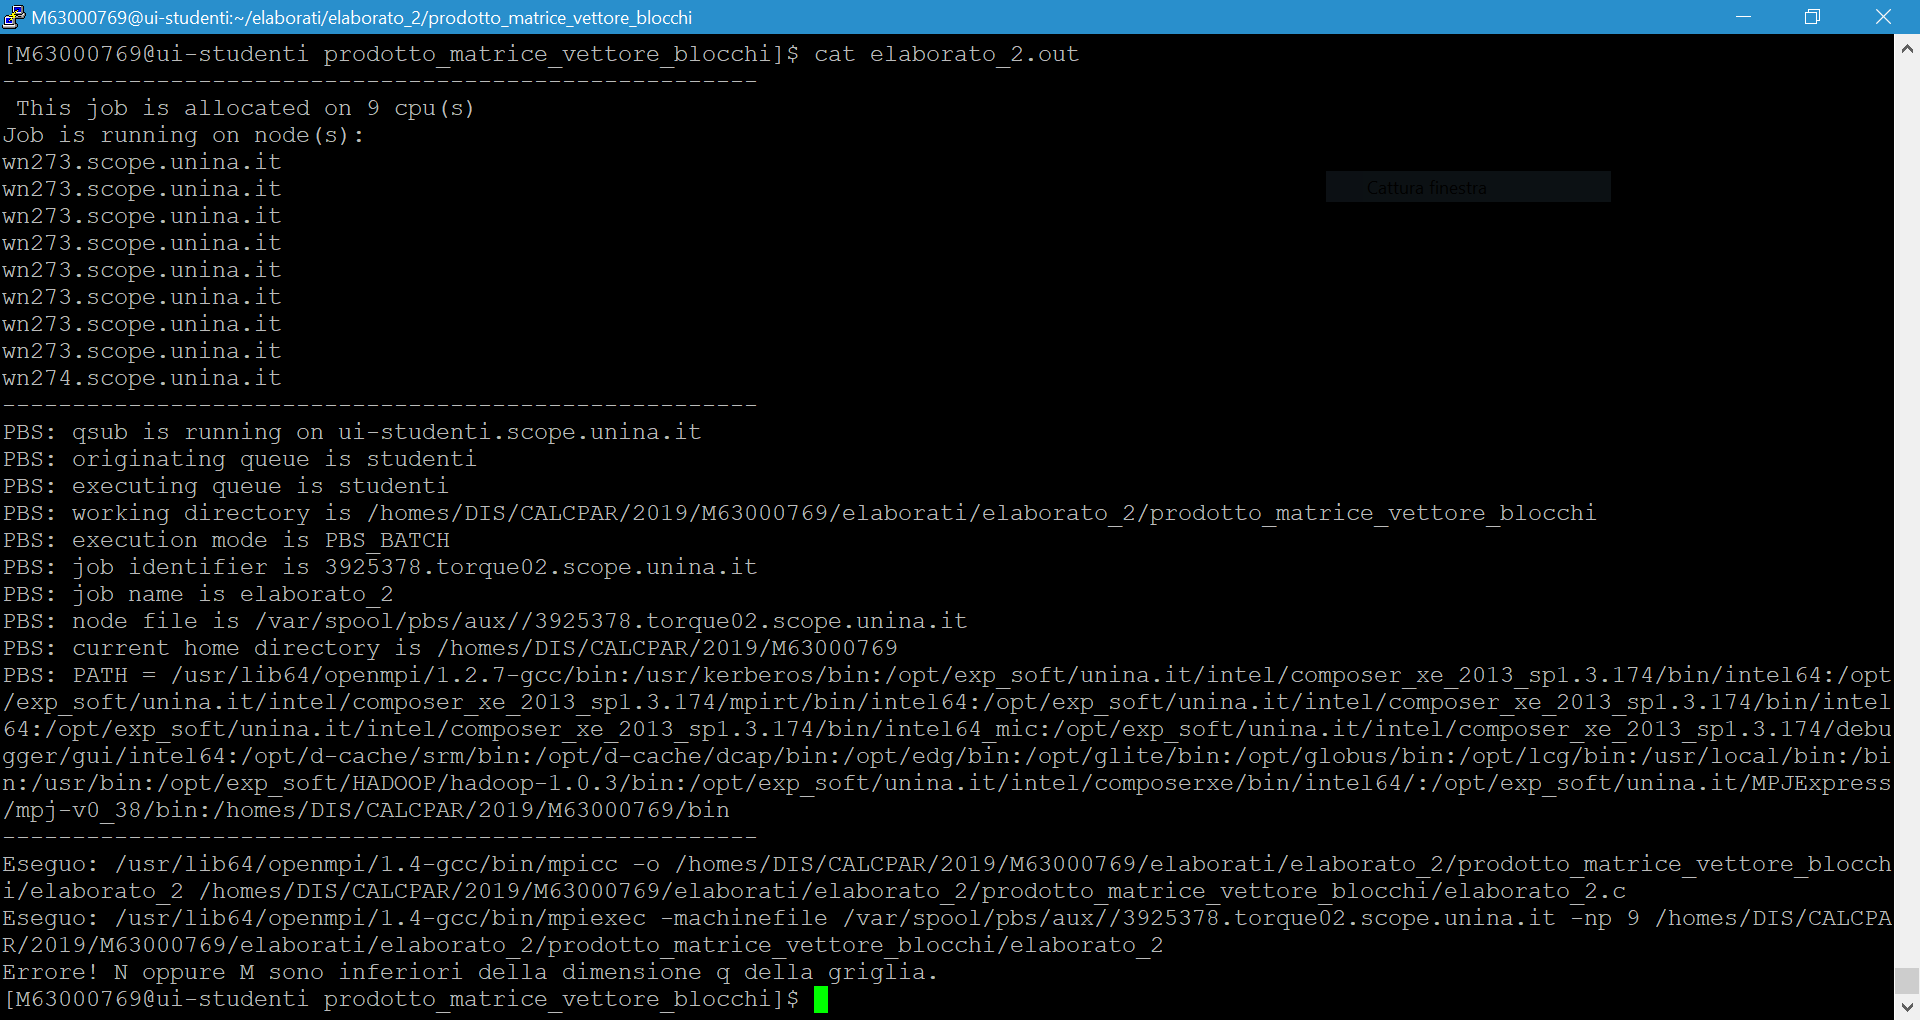 M63000769@ui-studenti:~/elaborati/elaborato_2/prodotto_matrice_vettore_blocchi
[M63000769@ui-studenti prodotto_matrice_vettore_blocchi]$ cat elaborato_2.out
------------------------------------------------------
 This job is allocated on 9 cpu(s)
Job is running on node(s):
wn273.scope.unina.it
wn273.scope.unina.it
wn273.scope.unina.it
wn273.scope.unina.it
wn273.scope.unina.it
wn273.scope.unina.it
wn273.scope.unina.it
wn273.scope.unina.it
wn274.scope.unina.it
------------------------------------------------------
PBS: qsub is running on ui-studenti.scope.unina.it
PBS: originating queue is studenti
PBS: executing queue is studenti
PBS: working directory is /homes/DIS/CALCPAR/2019/M63000769/elaborati/elaborato_2/prodotto_matrice_vettore_blocchi
PBS: execution mode is PBS_BATCH
PBS: job identifier is 3925378.torque02.scope.unina.it
PBS: job name is elaborato_2
PBS: node file is /var/spool/pbs/aux//3925378.torque02.scope.unina.it
PBS: current home directory is /homes/DIS/CALCPAR/2019/M63000769
PBS: PATH = /usr/lib64/openmpi/1.2.7-gcc/bin:/usr/kerberos/bin:/opt/exp_soft/unina.it/intel/composer_xe_2013_sp1.3.174/bin/intel64:/opt
/exp_soft/unina.it/intel/composer_xe_2013_sp1.3.174/mpirt/bin/intel64:/opt/exp_soft/unina.it/intel/composer_xe_2013_sp1.3.174/bin/intel
64:/opt/exp_soft/unina.it/intel/composer_xe_2013_sp1.3.174/bin/intel64_mic:/opt/exp_soft/unina.it/intel/composer_xe_2013_sp1.3.174/debu
gger/gui/intel64:/opt/d-cache/srm/bin:/opt/d-cache/dcap/bin:/opt/edg/bin:/opt/glite/bin:/opt/globus/bin:/opt/lcg/bin:/usr/local/bin:/bi
n:/usr/bin:/opt/exp_soft/HADOOP/hadoop-1.0.3/bin:/opt/exp_soft/unina.it/intel/composerxe/bin/intel64/:/opt/exp_soft/unina.it/MPJExpress
/mpj-v0_38/bin:/homes/DIS/CALCPAR/2019/M63000769/bin
------------------------------------------------------
Eseguo: /usr/lib64/openmpi/1.4-gcc/bin/mpicc -o /homes/DIS/CALCPAR/2019/M63000769/elaborati/elaborato_2/prodotto_matrice_vettore_blocch
i/elaborato_2 /homes/DIS/CALCPAR/2019/M63000769/elaborati/elaborato_2/prodotto_matrice_vettore_blocchi/elaborato_2.c
Eseguo: /usr/lib64/openmpi/1.4-gcc/bin/mpiexec -machinefile /var/spool/pbs/aux//3925378.torque02.scope.unina.it -np 9 /homes/DIS/CALCPA
R/2019/M63000769/elaborati/elaborato_2/prodotto_matrice_vettore_blocchi/elaborato_2
Errore! N oppure M sono inferiori della dimensione q della griglia.
[M63000769@ui-studenti prodotto_matrice_vettore_blocchi]$
Cattura finestra